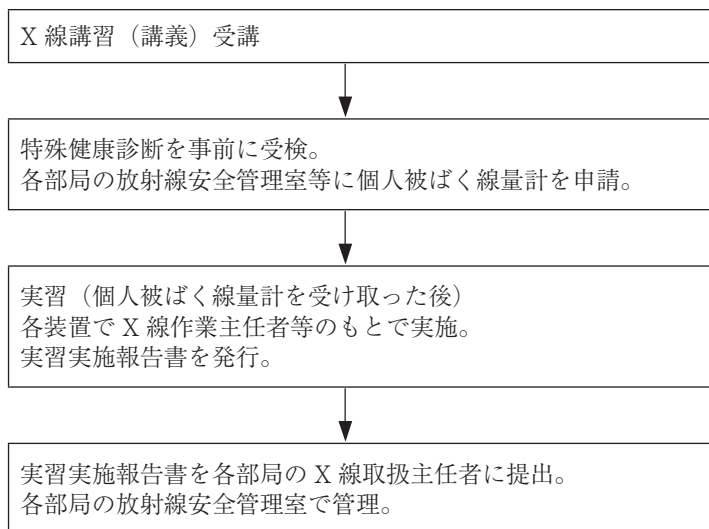 X 線講習（講義）受講
特殊健康診断を事前に受検。
各部局の放射線安全管理室等に個人被ばく線量計を申請。
実習（個人被ばく線量計を受け取った後）
各装置で X 線作業主任者等のもとで実施。
実習実施報告書を発行。
実習実施報告書を各部局の X 線取扱主任者に提出。
各部局の放射線安全管理室で管理。